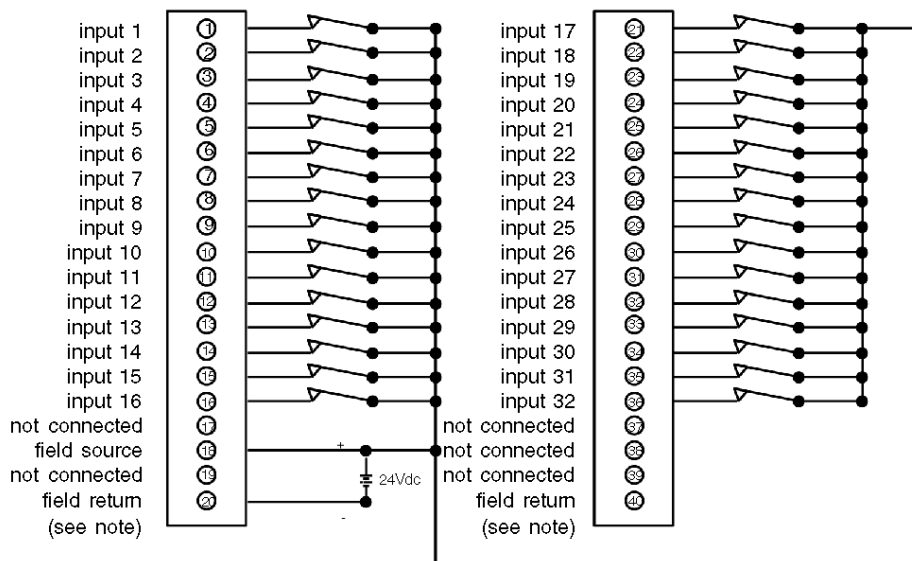 input 1 1
input 2 2
input 3 3
input 4 4
input 5 5
input 6 6
input 7 7
input 8 8
input 9 9
input 10 10
input 11 11
input 12 12
input 13 13
input 14 14
input 15 15
input 16 16
not connected 17
field source 18 +
not connected 19
24Vdc
field return 20
(see note) -
input 17 21
input 18 22
input 19 23
input 20 24
input 21 25
input 22 26
input 23 27
input 24 28
input 25 29
input 26 30
input 27 31
input 28 32
input 29 33
input 30 34
input 31 35
input 32 36
not connected 37
not connected 38
not connected 39
field return 40
(see note)